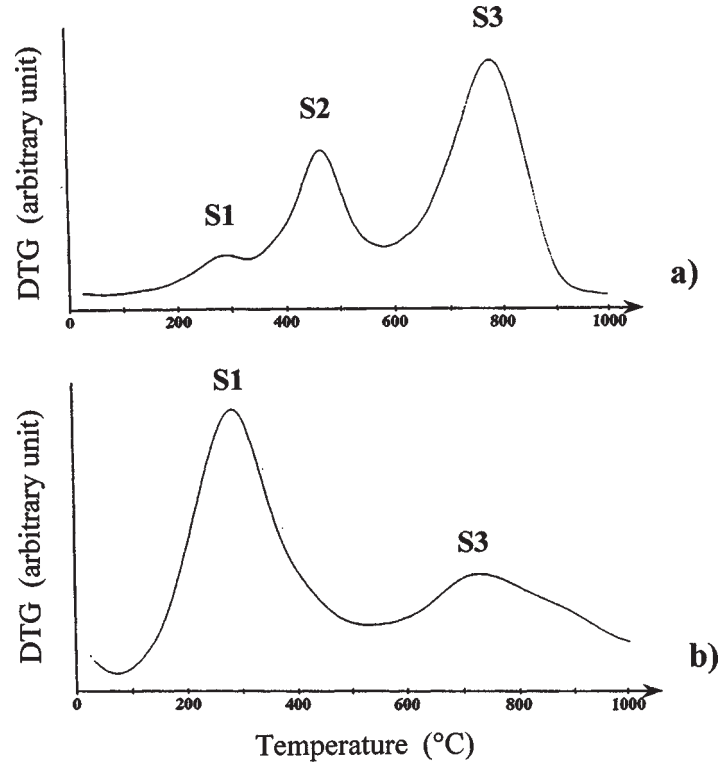 S3
S2
S1
DTG (arbitrary unit)
a)
0 200 400 600 800 1000
S1
S3
DTG (arbitrary unit)
b)
0 200 400 600 800 1000
Temperature (°C)